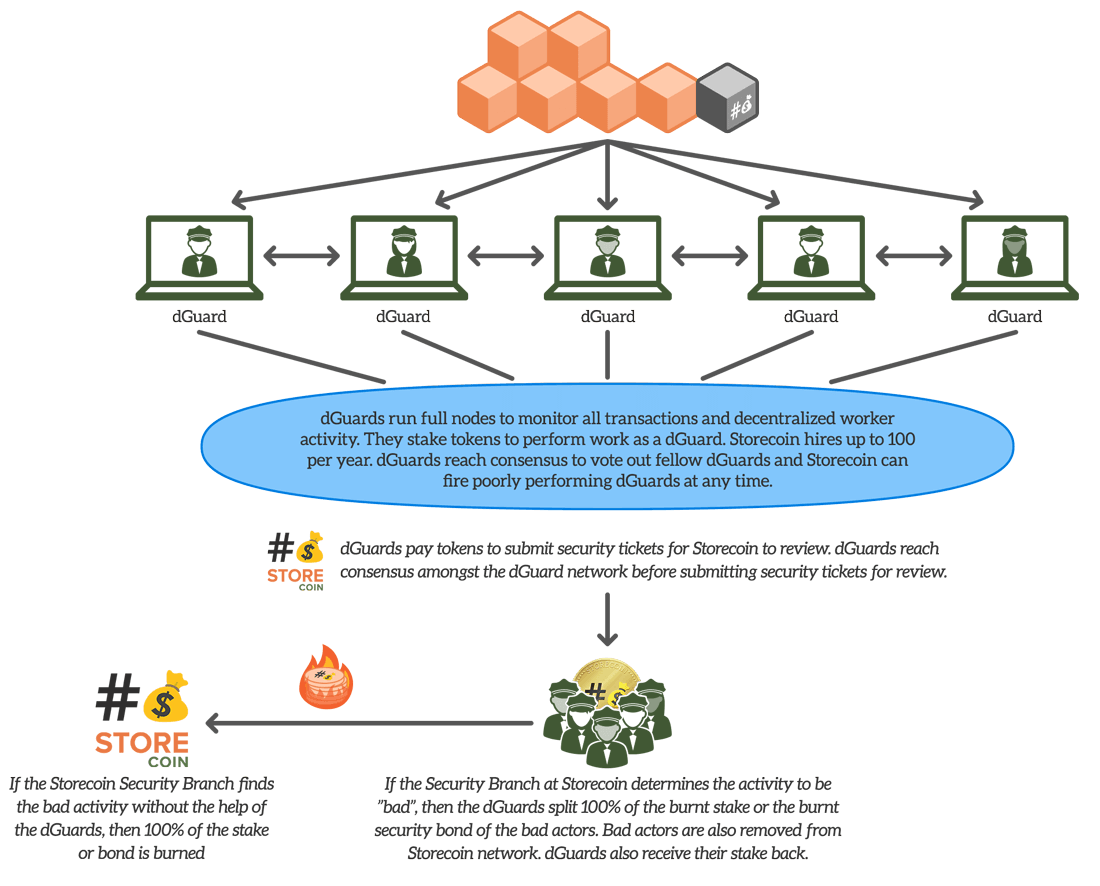 #
dGuard
dGuard
dGuard
dGuard
dGuard
dGuards run full nodes to monitor all transactions and decentralized worker
activity. They stake tokens to perform work as a dGuard. Storecoin hires up to 100
per year. dGuards reach consensus to vote out fellow dGuards and Storecoin can
fire poorly performing dGuards at any time.
#$
STORE
COIN
dGuards pay tokens to submit security tickets for Storecoin to review. dGuards reach
consensus amongst the dGuard network before submitting security tickets for review.
#
#$
STORE
COIN
If the Storecoin Security Branch finds
the bad activity without the help of
the dGuards, then 100% of the stake
or bond is burned
#
If the Security Branch at Storecoin determines the activity to be
”bad”, then the dGuards split 100% of the burnt stake or the burnt
security bond of the bad actors. Bad actors are also removed from
Storecoin network. dGuards also receive their stake back.